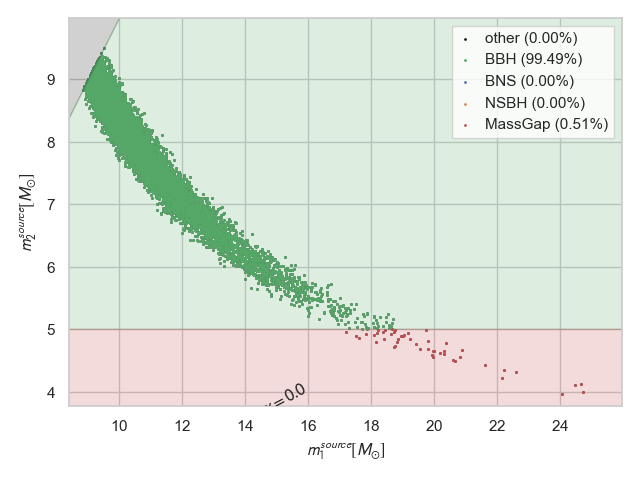 other (0.00%)
BBH (99.49%)
BNS (0.00%)
NSBH (0.00%)
MassGap (0.51%)
9
8
7
6
5
4
m_2^{source}[M_⊙]
=0.0
10 12 14 16 18 20 22 24
m_1^{source}[M_⊙]